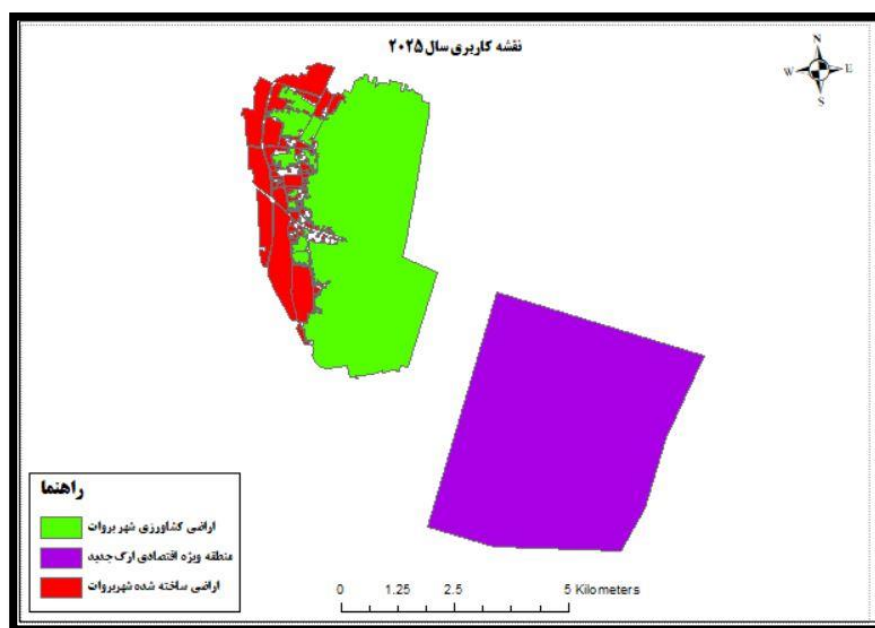 نقشه کاربری سال ۲۰۲۵
N
W E
S
راهنما
اراضی کشاورزی شهر بروات
منطقه ویژه اقتصادی ارگ جدید
اراضی ساخته شده شهربروات
0 1.25 2.5 5 Kilometers